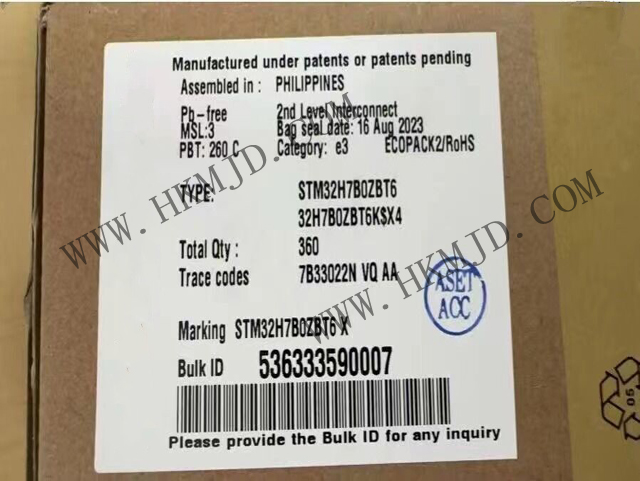 Manufactured under patents or patents pending
Assembled in : PHILIPPINES
Pb-free 2nd Level Interconnect
MSL:3 Bag seal date: 16 Aug 2023
PBT: 260 C Category: e3 ECOPACK2/RoHS
TYPE: STM32H7B0ZBT6
32H7B0ZBT6K$X4
Total Qty : 360
Trace codes 7B33022N VQ AA
ASET
ACC
Marking STM32H7B0ZBT6 X
Bulk ID 536333590007
Please provide the Bulk ID for any inquiry
05
WWW.HKMJD.COM
WWW.HKMJD.COM